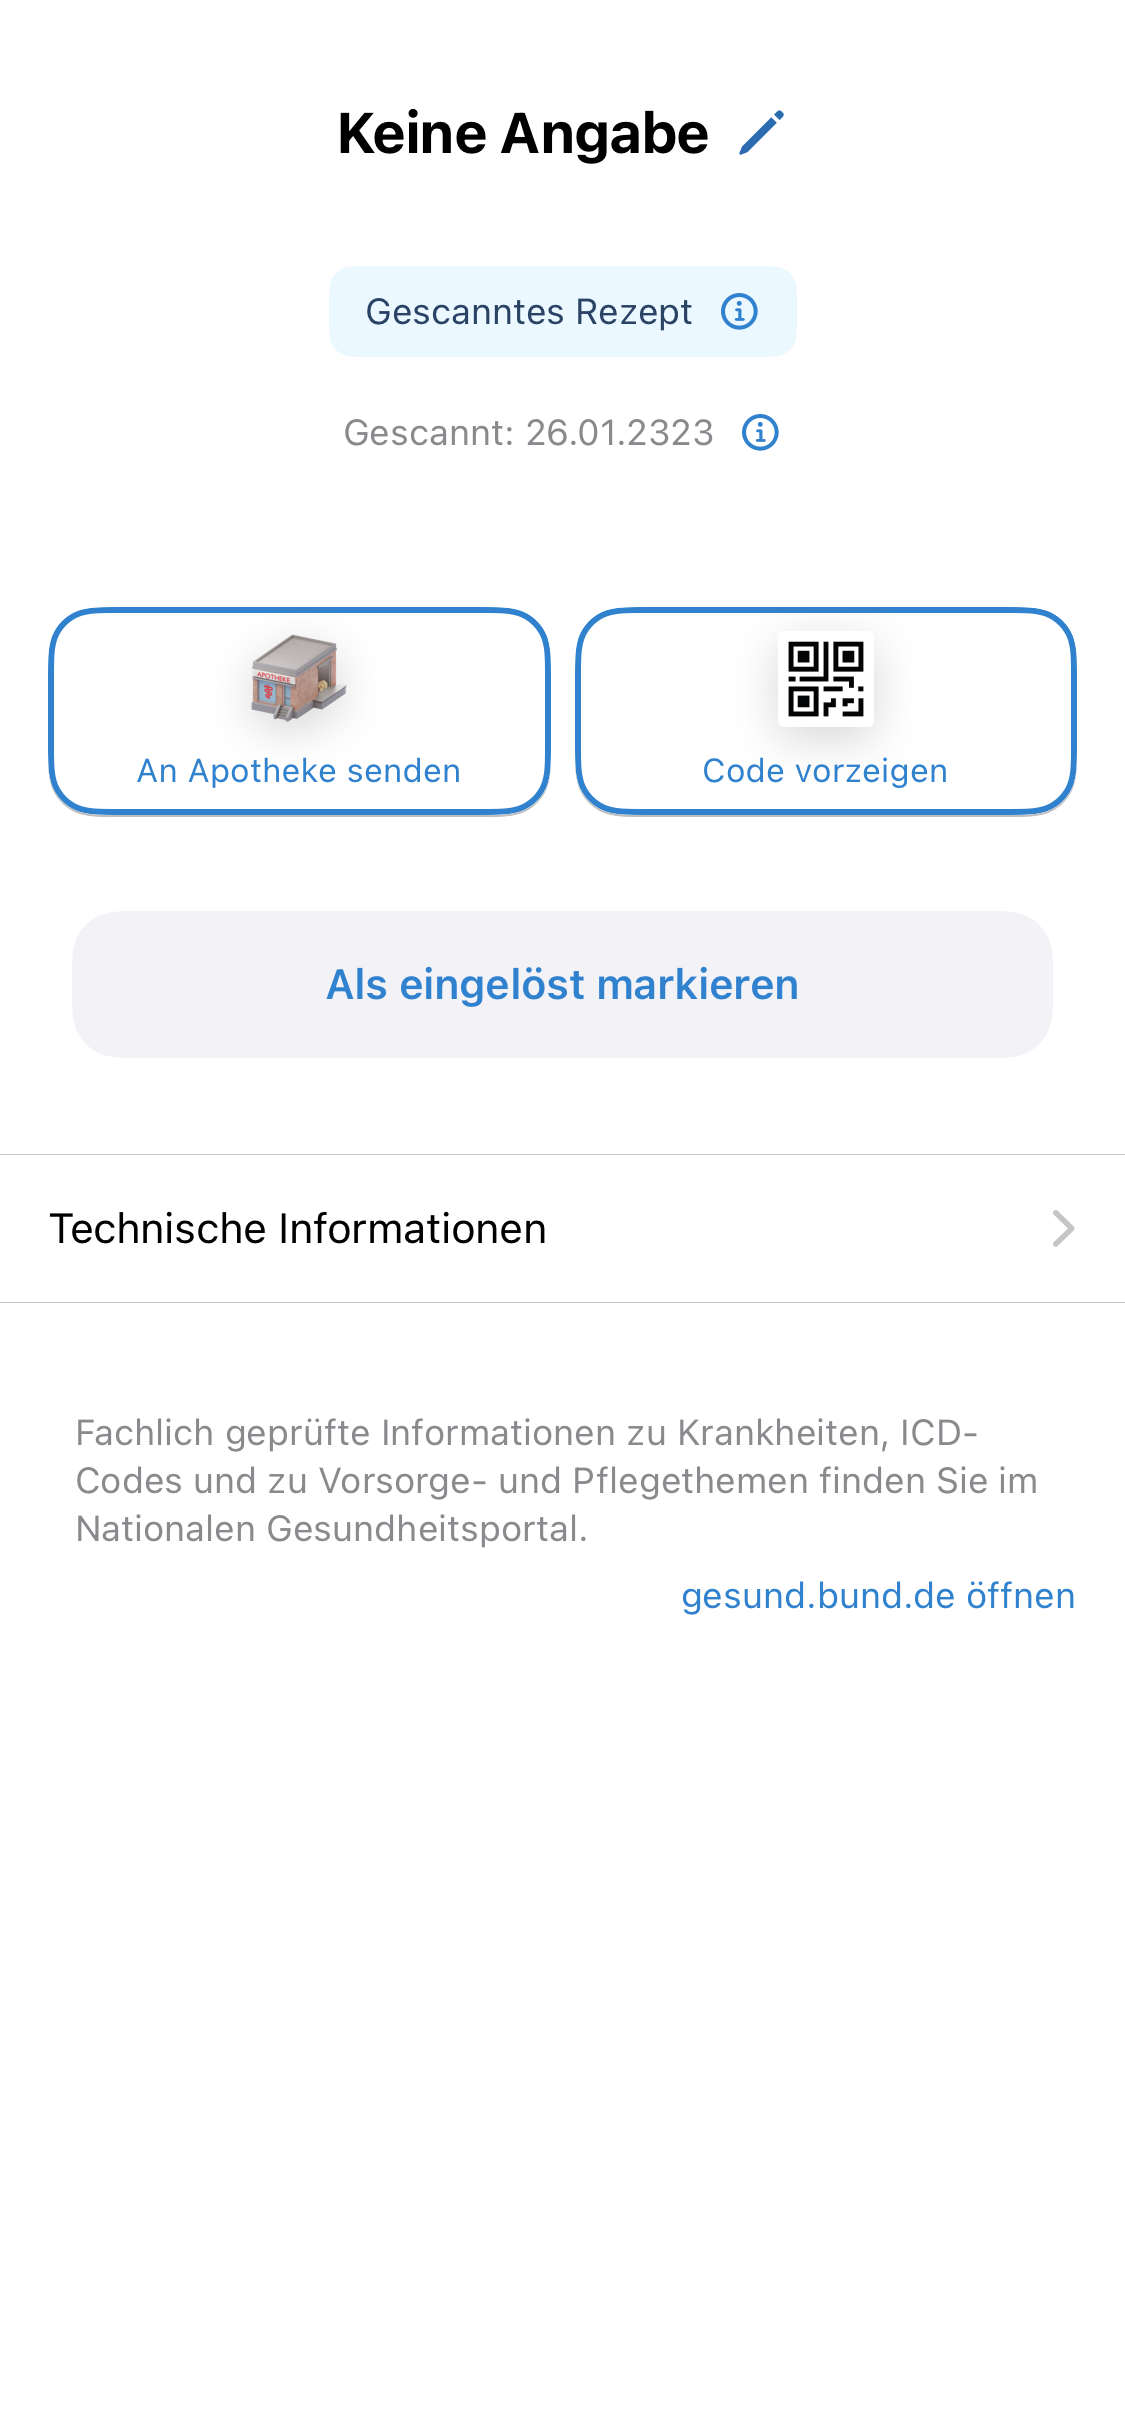 Keine Angabe
Gescanntes Rezept
Gescannt: 26.01.2323
APOTHEKE
An Apotheke senden
Code vorzeigen
Als eingelöst markieren
Technische Informationen
Fachlich geprüfte Informationen zu Krankheiten, ICD-
Codes und zu Vorsorge- und Pflegethemen finden Sie im
Nationalen Gesundheitsportal.
gesund.bund.de öffnen